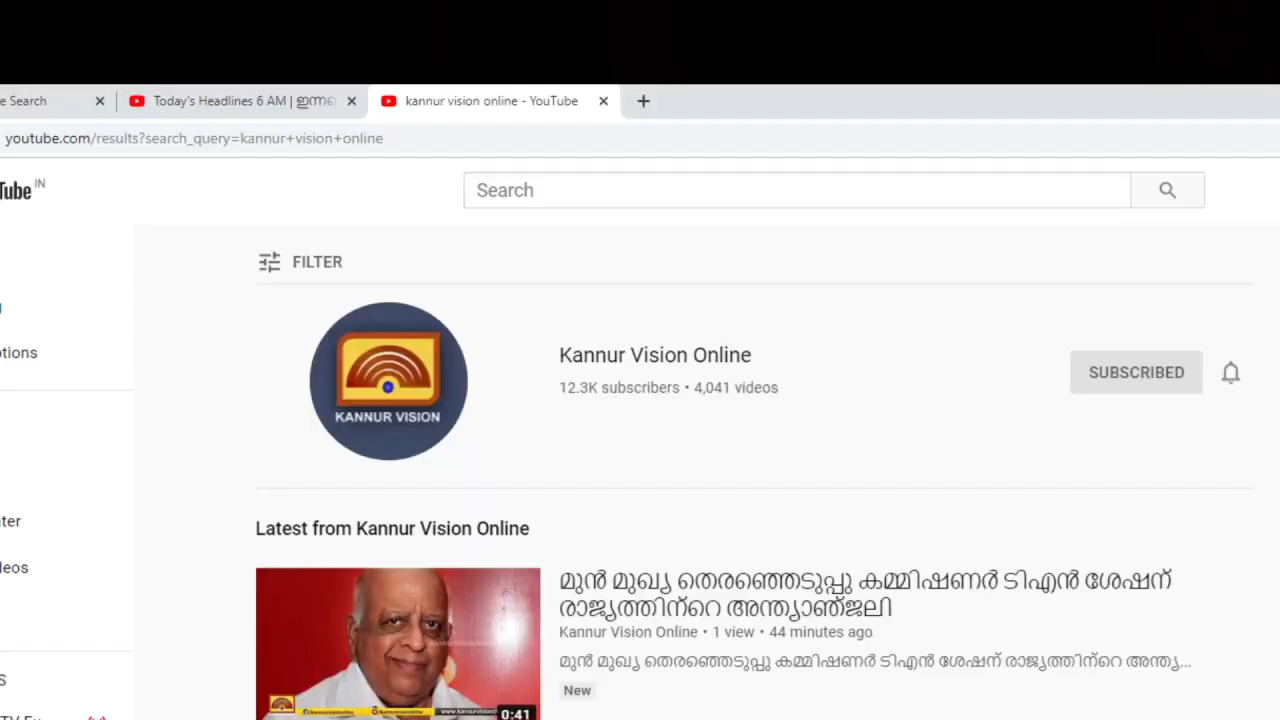 e Search
Today's Headlines 6 AM | ഇന്നത
kannur vision online - YouTube
youtube.com/results?search_query=kannur+vision+online
Tube IN
Search
FILTER
KANNUR VISION
Kannur Vision Online
12.3K subscribers • 4,041 videos
SUBSCRIBED
ptions
Latest from Kannur Vision Online
മുൻ മുഖ്യ തെരഞ്ഞെടുപ്പു കമ്മിഷണർ ടിഎൻ ശേഷന്
രാജ്യത്തിന്റെ അന്ത്യാഞ്ജലി
Kannur Vision Online • 1 view • 44 minutes ago
മുൻ മുഖ്യ തെരഞ്ഞെടുപ്പു കമ്മിഷണർ ടിഎൻ ശേഷന് രാജ്യത്തിന്റെ അന്ത്യ...
New
0:41